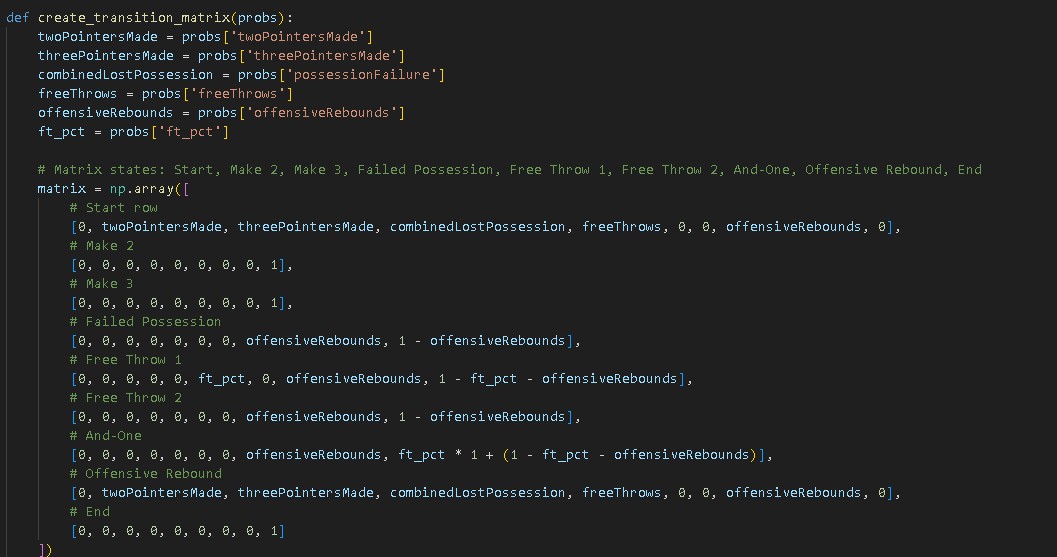 def create_transition_matrix(probs):
    twoPointersMade = probs['twoPointersMade']
    threePointersMade = probs['threePointersMade']
    combinedLostPossession = probs['possessionFailure']
    freeThrows = probs['freeThrows']
    offensiveRebounds = probs['offensiveRebounds']
    ft_pct = probs['ft_pct']

    # Matrix states: Start, Make 2, Make 3, Failed Possession, Free Throw 1, Free Throw 2, And-One, Offensive Rebound, End
    matrix = np.array([
        # Start row
        [0, twoPointersMade, threePointersMade, combinedLostPossession, freeThrows, 0, 0, offensiveRebounds, 0],
        # Make 2
        [0, 0, 0, 0, 0, 0, 0, 0, 1],
        # Make 3
        [0, 0, 0, 0, 0, 0, 0, 0, 1],
        # Failed Possession
        [0, 0, 0, 0, 0, 0, 0, offensiveRebounds, 1 - offensiveRebounds],
        # Free Throw 1
        [0, 0, 0, 0, 0, ft_pct, 0, offensiveRebounds, 1 - ft_pct - offensiveRebounds],
        # Free Throw 2
        [0, 0, 0, 0, 0, 0, 0, offensiveRebounds, 1 - offensiveRebounds],
        # And-One
        [0, 0, 0, 0, 0, 0, 0, offensiveRebounds, ft_pct * 1 + (1 - ft_pct - offensiveRebounds)],
        # Offensive Rebound
        [0, twoPointersMade, threePointersMade, combinedLostPossession, freeThrows, 0, 0, offensiveRebounds, 0],
        # End
        [0, 0, 0, 0, 0, 0, 0, 0, 1]
    ])